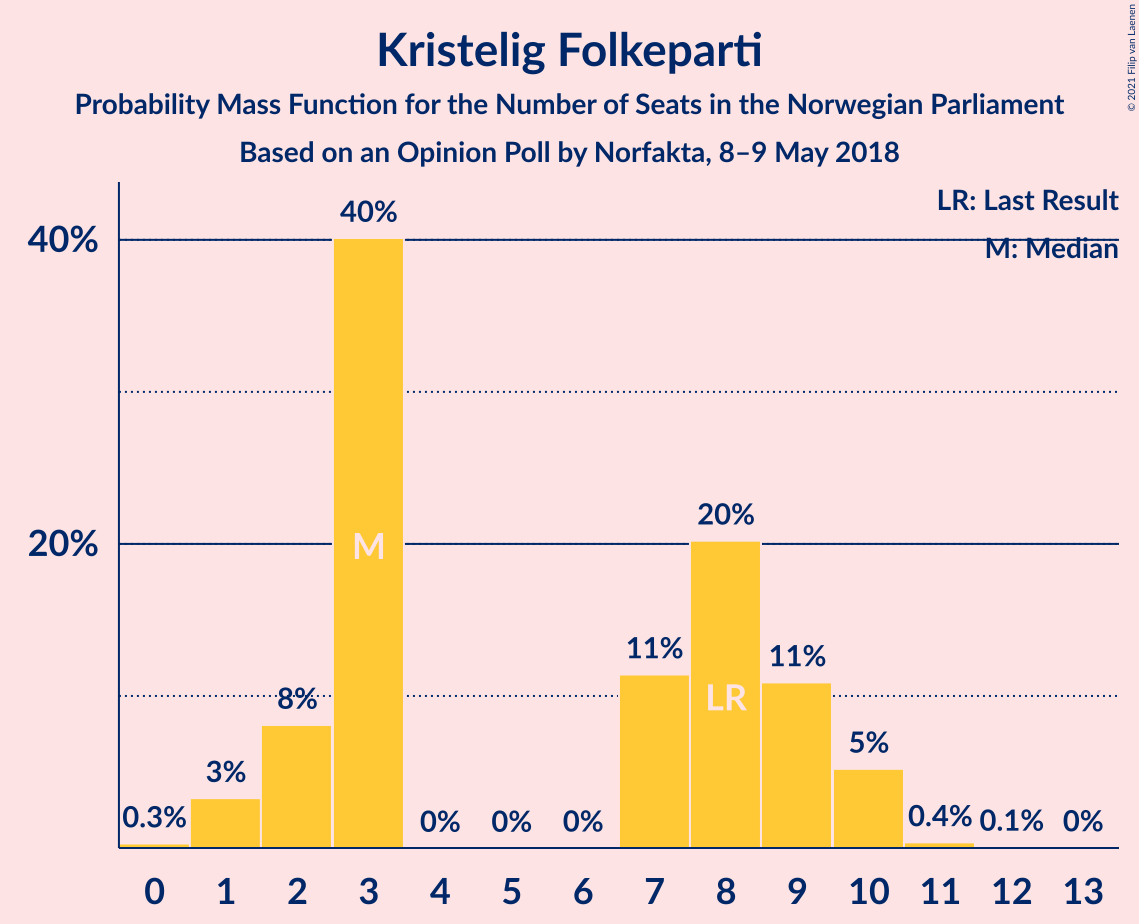 Kristelig Folkeparti
Probability Mass Function for the Number of Seats in the Norwegian Parliament
Based on an Opinion Poll by Norfakta, 8–9 May 2018
© 2021 Filip van Laenen
LR: Last Result
M: Median
40%
20%
0.3%
3%
8%
40%
0%
0%
0%
11%
20%
11%
5%
0.4%
0.1%
0%
M
LR
0 1 2 3 4 5 6 7 8 9 10 11 12 13